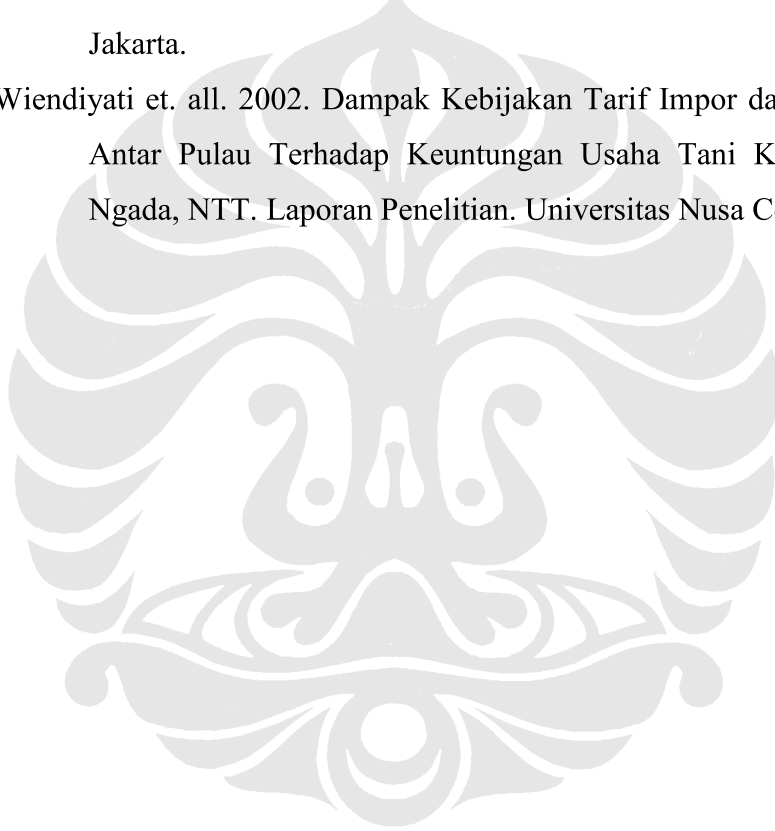 Jakarta.
Wiendiyati et. all. 2002. Dampak Kebijakan Tarif Impor
Antar Pulau Terhadap Keuntungan Usaha Tani
Ngada, NTT. Laporan Penelitian. Universitas Nusa